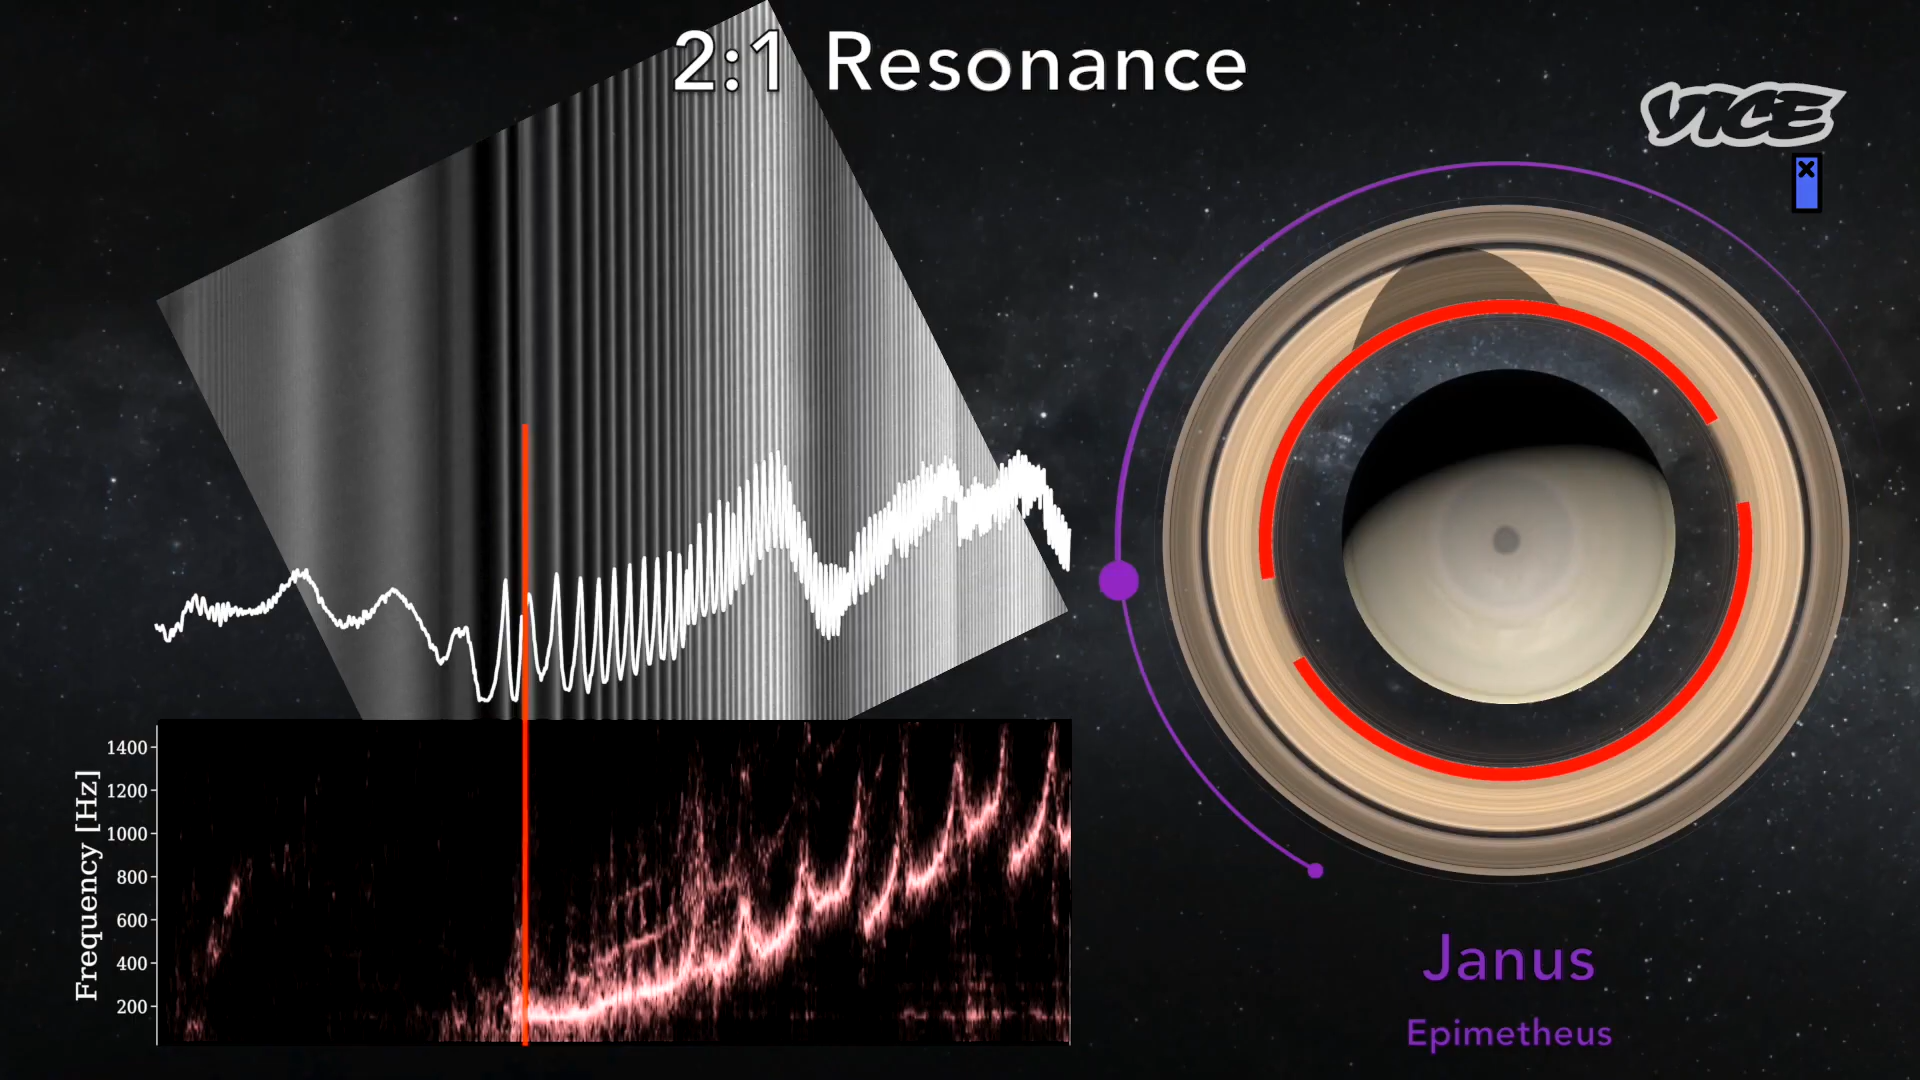 2:1 Resonance
VICE
x
1400
1200
1000
800
600
400
200
Frequency [Hz]
Janus
Epimetheus